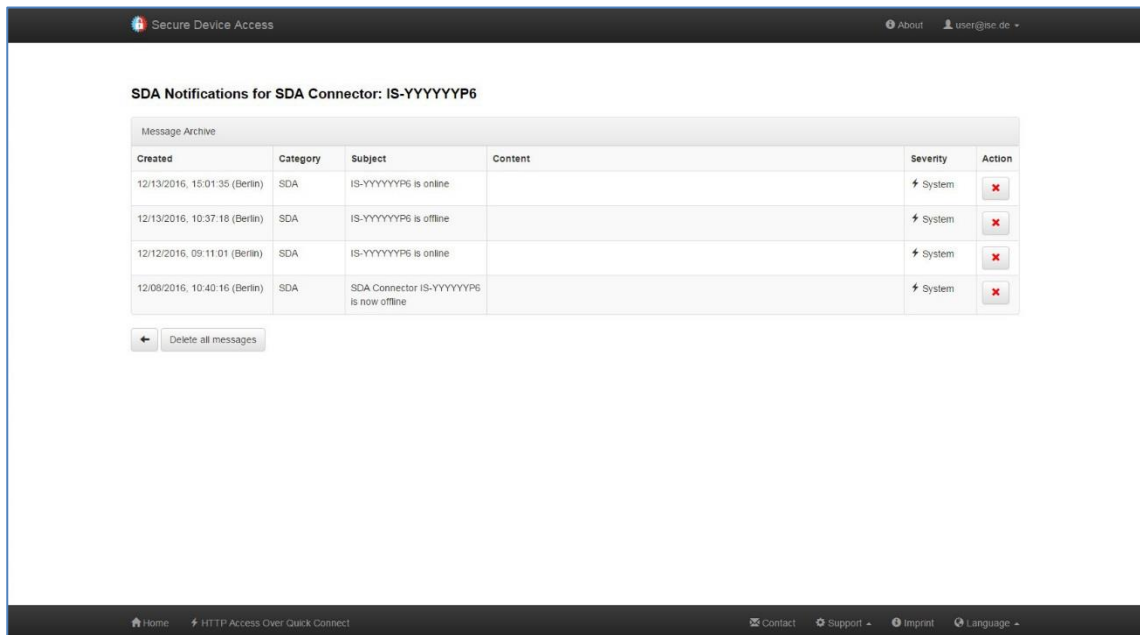 Secure Device Access About user@ise.de
SDA Notifications for SDA Connector: IS-YYYYYYP6
Message Archive
Created Category Subject Content Severity Action
12/13/2016, 15:01:35 (Berlin) SDA IS-YYYYYYP6 is online System
12/13/2016, 10:37:18 (Berlin) SDA IS-YYYYYYP6 is offline System
12/12/2016, 09:11:01 (Berlin) SDA IS-YYYYYYP6 is online System
12/08/2016, 10:40:16 (Berlin) SDA SDA Connector IS-YYYYYYP6 System
is now offline
Delete all messages
Home HTTP Access Over Quick Connect Contact Support Imprint Language